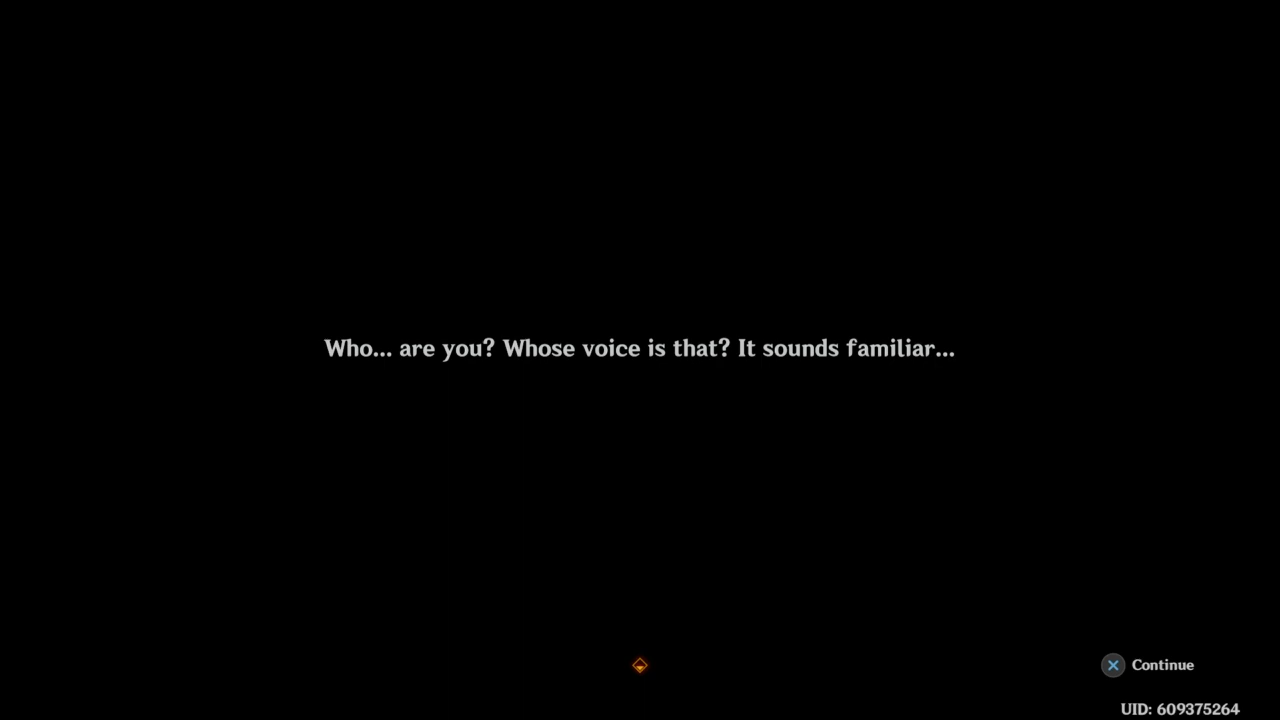 Who... are you? Whose voice is that? It sounds familiar...
Continue
UID: 609375264